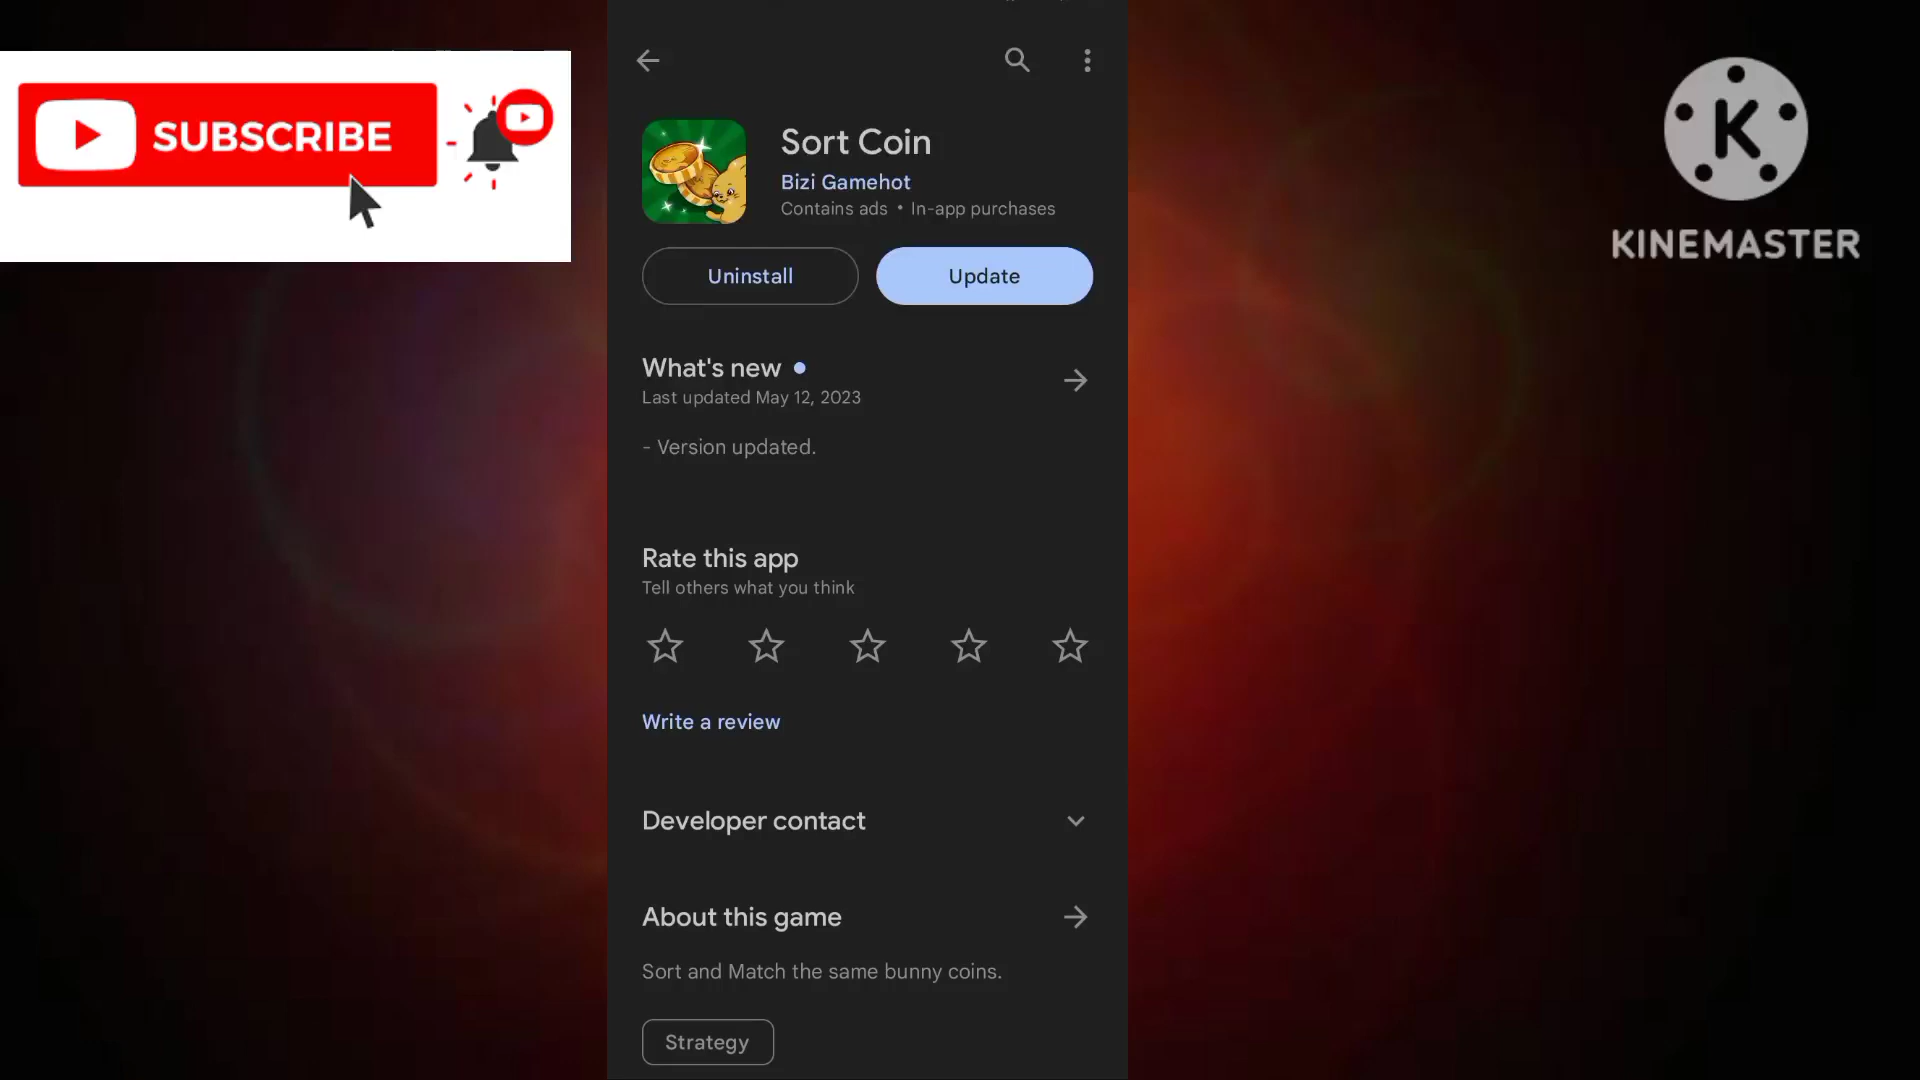 SUBSCRIBE
Sort Coin
Bizi Gamehot
Contains ads • In-app purchases
Uninstall
Update
What's new
Last updated May 12, 2023
- Version updated.
Rate this app
Tell others what you think
Write a review
Developer contact
About this game
Sort and Match the same bunny coins.
Strategy
K
KINEMASTER